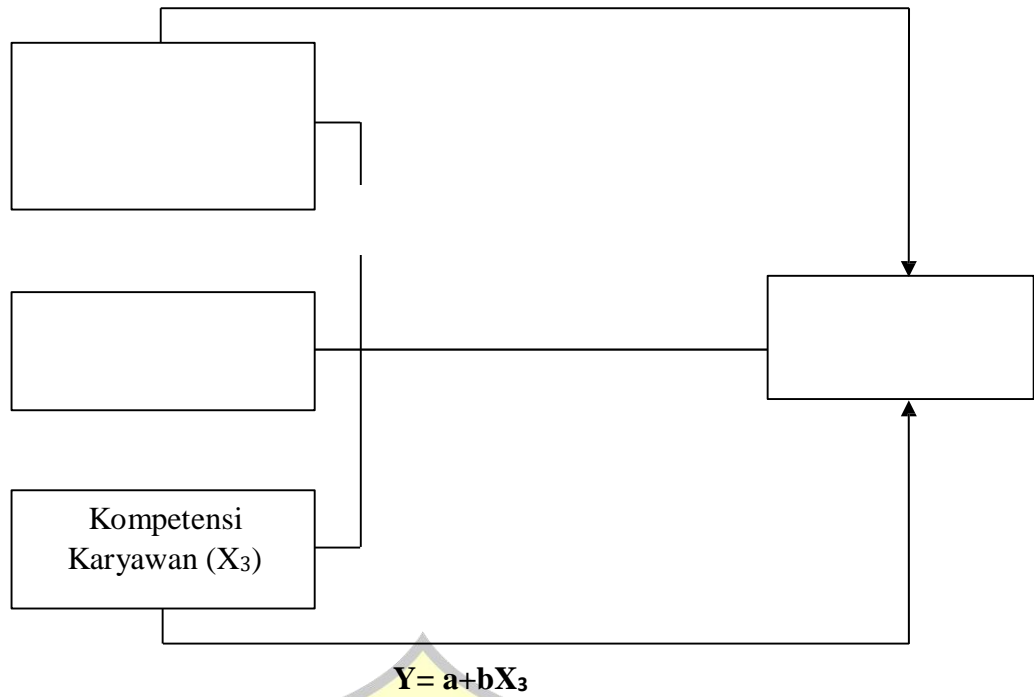 Kompetensi
Karyawan (X₃)
Y= a+bX₃